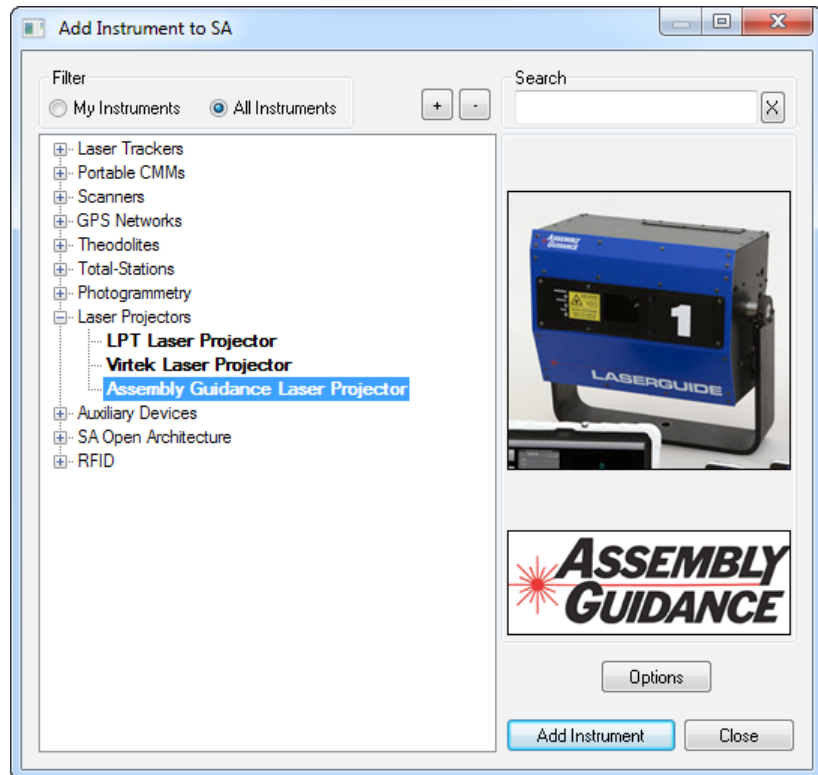 Add Instrument to SA
Filter
My Instruments
All Instruments
+
-
Search
X
Laser Trackers
Portable CMMs
Scanners
GPS Networks
Theodolites
Total-Stations
Photogrammetry
Laser Projectors
LPT Laser Projector
Virtek Laser Projector
Assembly Guidance Laser Projector
Auxiliary Devices
SA Open Architecture
RFID
ASSEMBLY
GUIDANCE
1
LASERGUIDE
ASSEMBLY
GUIDANCE
Options
Add Instrument
Close